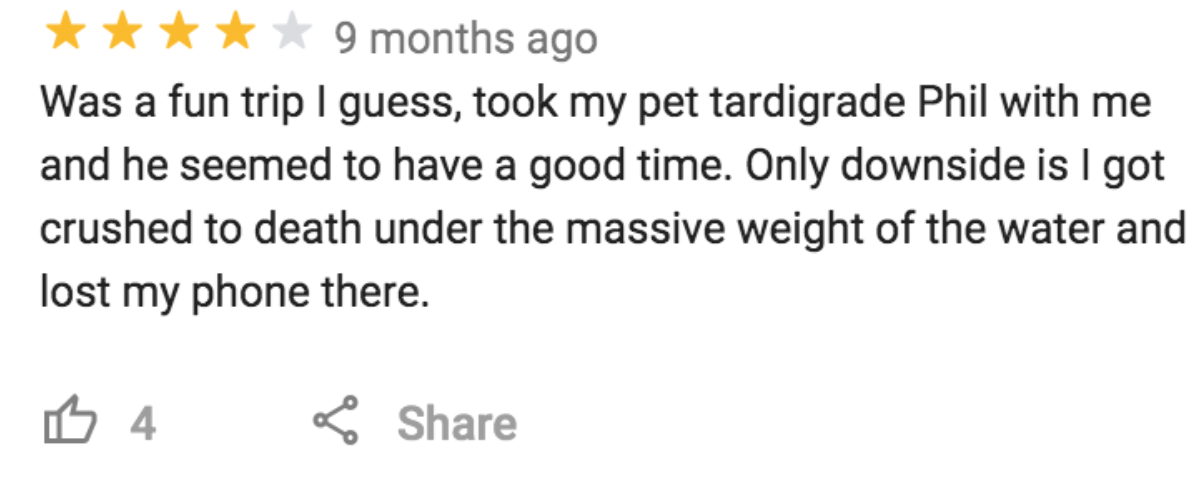 9 months ago
Was a fun trip I guess, took my pet tardigrade Phil with me
and he seemed to have a good time. Only downside is I got
crushed to death under the massive weight of the water and
lost my phone there.
4 Share